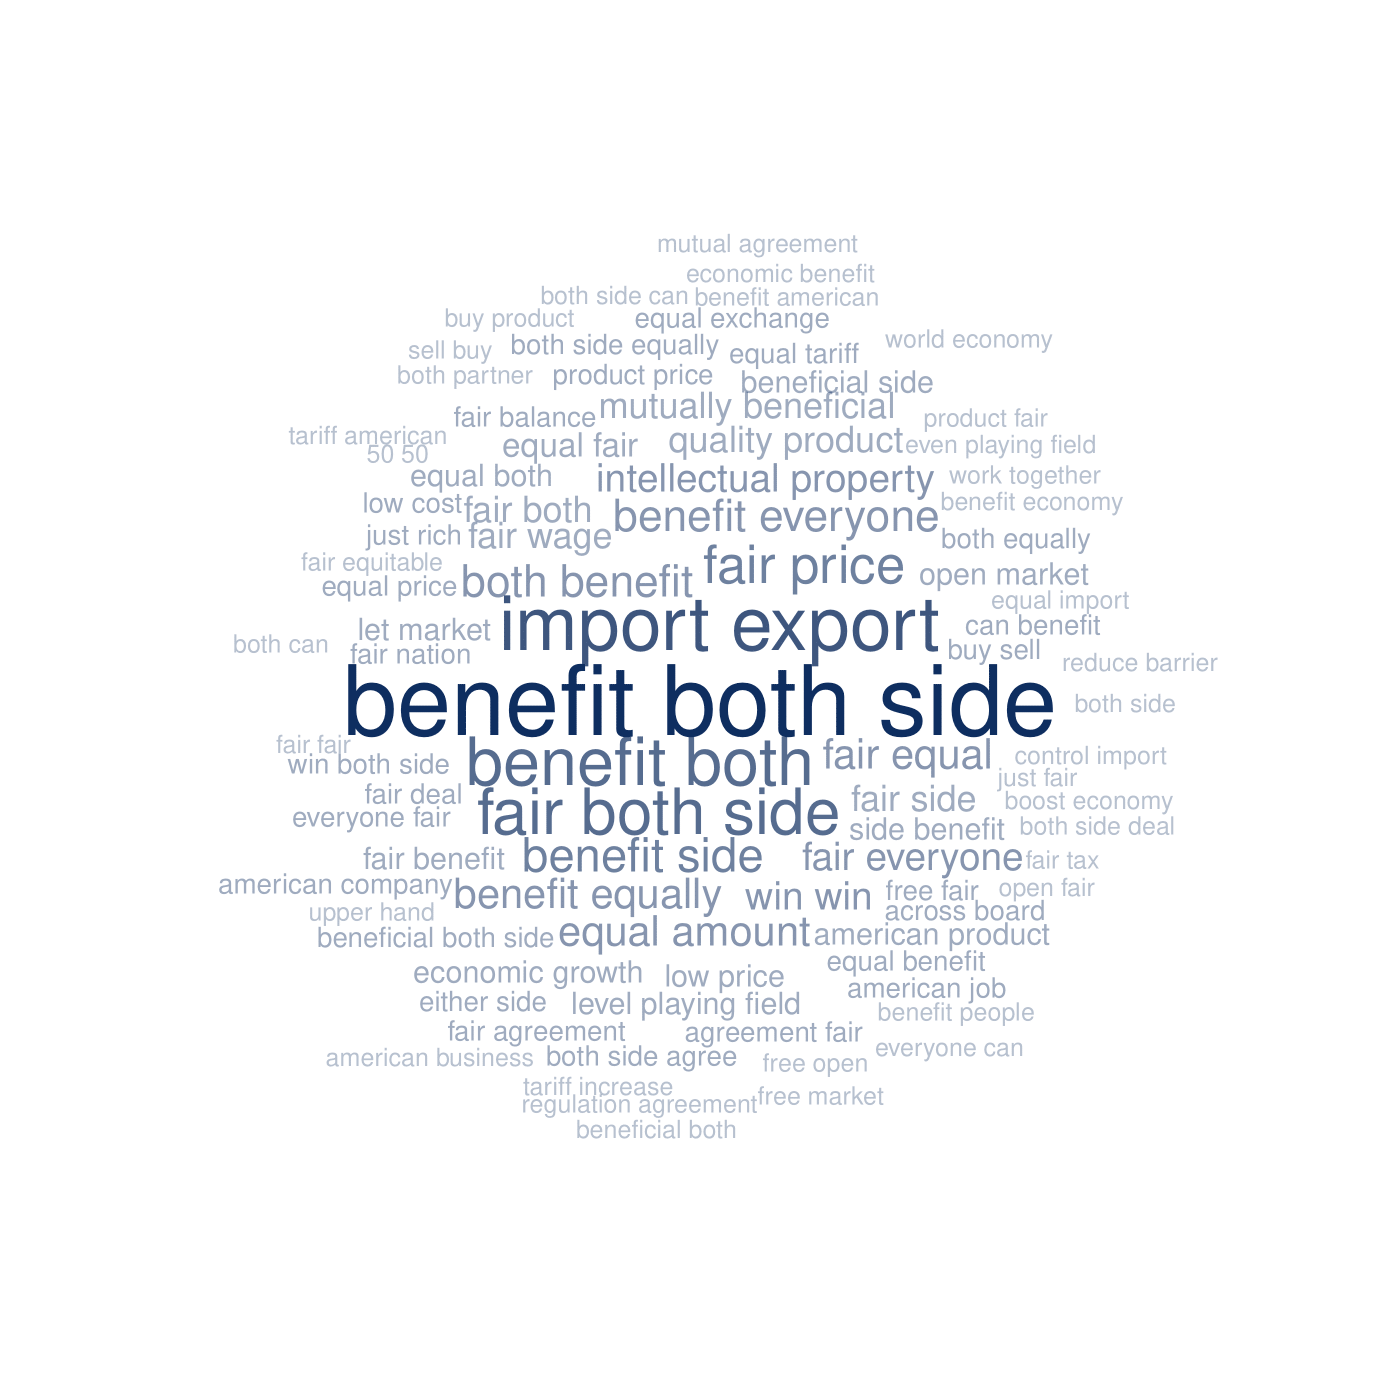 mutual agreement
economic benefit
both side can benefit american
buy product equal exchange
world economy
sell buy both side equally equal tariff
both partner product price beneficial side
fair balance mutually beneficial product fair
tariff american equal fair quality product even playing field
50 50
equal both intellectual property work together
low cost fair both benefit everyone benefit economy
just rich fair wage both equally
fair equitable fair price open market
equal price both benefit equal import
let market import export can benefit
both can fair nation buy sell reduce barrier
benefit both side both side
fair fair fair equal control import
win both side benefit both just fair
fair deal fair side boost economy
everyone fair fair both side side benefit both side deal
fair benefit benefit side fair everyone fair tax
american company benefit equally win win free fair open fair
upper hand across board
beneficial both side equal amount american product
economic growth low price equal benefit
either side level playing field american job
benefit people
fair agreement agreement fair
american business both side agree free open everyone can
tariff increase
regulation agreement free market
beneficial both